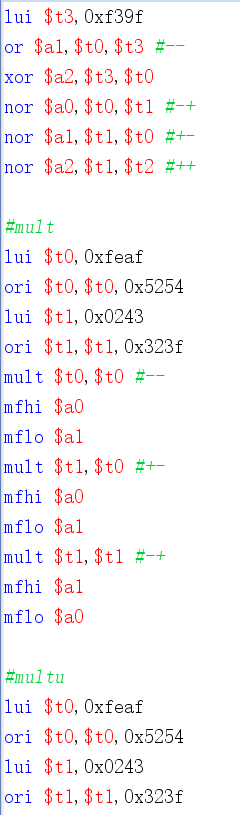 lui $t3,0xf39f
or $a1,$t0,$t3 #--
xor $a2,$t3,$t0
nor $a0,$t0,$t1 #-+
nor $a1,$t1,$t0 #+-
nor $a2,$t1,$t2 #++

#mult
lui $t0,0xfeaf
ori $t0,$t0,0x5254
lui $t1,0x0243
ori $t1,$t1,0x323f
mult $t0,$t0 #--
mfhi $a0
mflo $a1
mult $t1,$t0 #+-
mfhi $a0
mflo $a1
mult $t1,$t1 #-+
mfhi $a1
mflo $a0

#multu
lui $t0,0xfeaf
ori $t0,$t0,0x5254
lui $t1,0x0243
ori $t1,$t1,0x323f